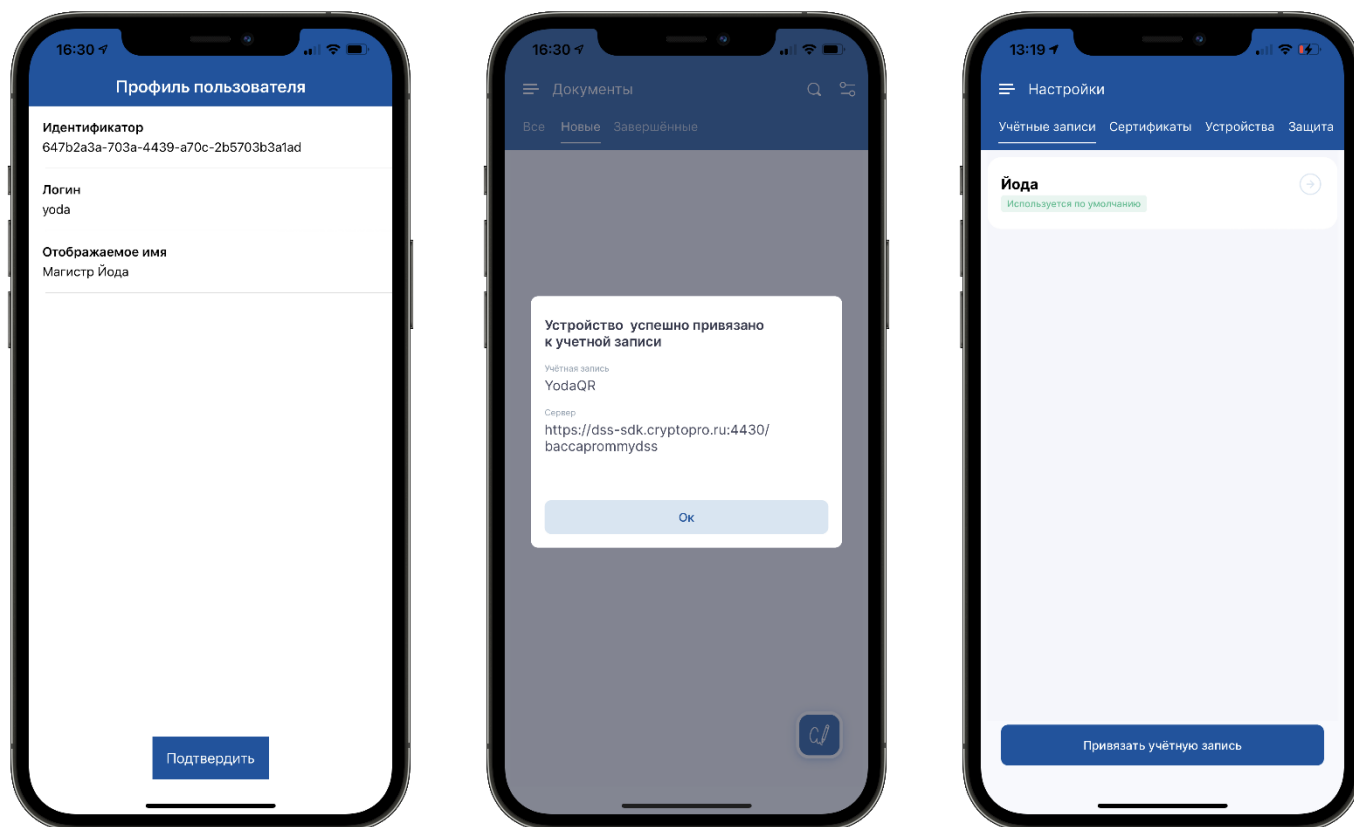 16:30
Профиль пользователя
Идентификатор
647b2a3a-703a-4439-a70c-2b5703b3a1ad
Логин
yoda
Отображаемое имя
Магистр Йода
Подтвердить
16:30
Документы
Все Новые Завершённые
Устройство успешно привязано
к учетной записи
Учётная запись
YodaQR
Сервер
https://dss-sdk.cryptopro.ru:4430/
baccaprommydss
Ок
13:19
Настройки
Учётные записи Сертификаты Устройства Защита
Йода
Используется по умолчанию
Привязать учётную запись